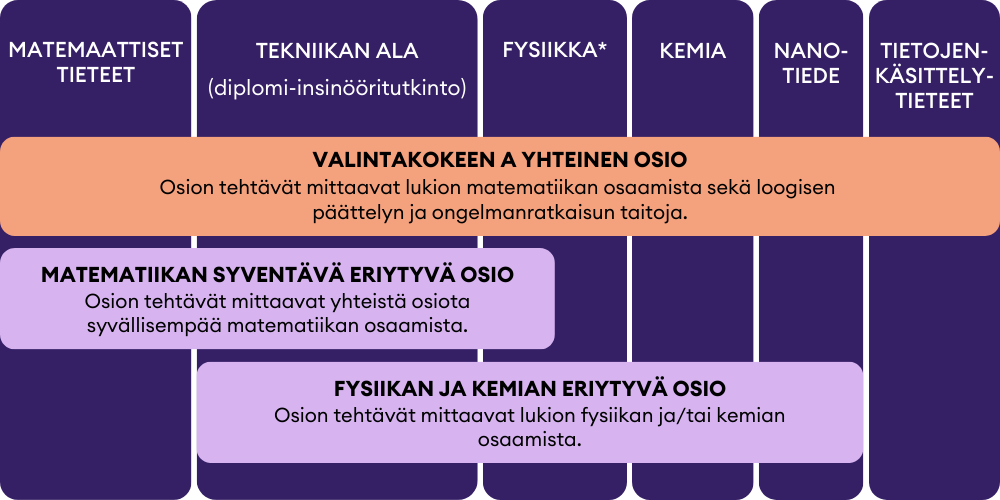 MATEMAATTISET
TIETEET
TEKNIIKAN ALA
(diplomi-insinööritutkinto)
FYSIIKKA*
KEMIA
NANO-
TIEDE
TIETOJEN-
KÄSITTELY-
TIETEET
VALINTAKOKEEN A YHTEINEN OSIO
Osion tehtävät mittaavat lukion matematiikan osaamista sekä loogisen
päättelyn ja ongelmanratkaisun taitoja.
MATEMATIIKAN SYVENTÄVÄ ERIYTYVÄ OSIO
Osion tehtävät mittaavat yhteistä osiota
syvällisempää matematiikan osaamista.
FYSIIKAN JA KEMIAN ERIYTYVÄ OSIO
Osion tehtävät mittaavat lukion fysiikan ja/tai kemian
osaamista.